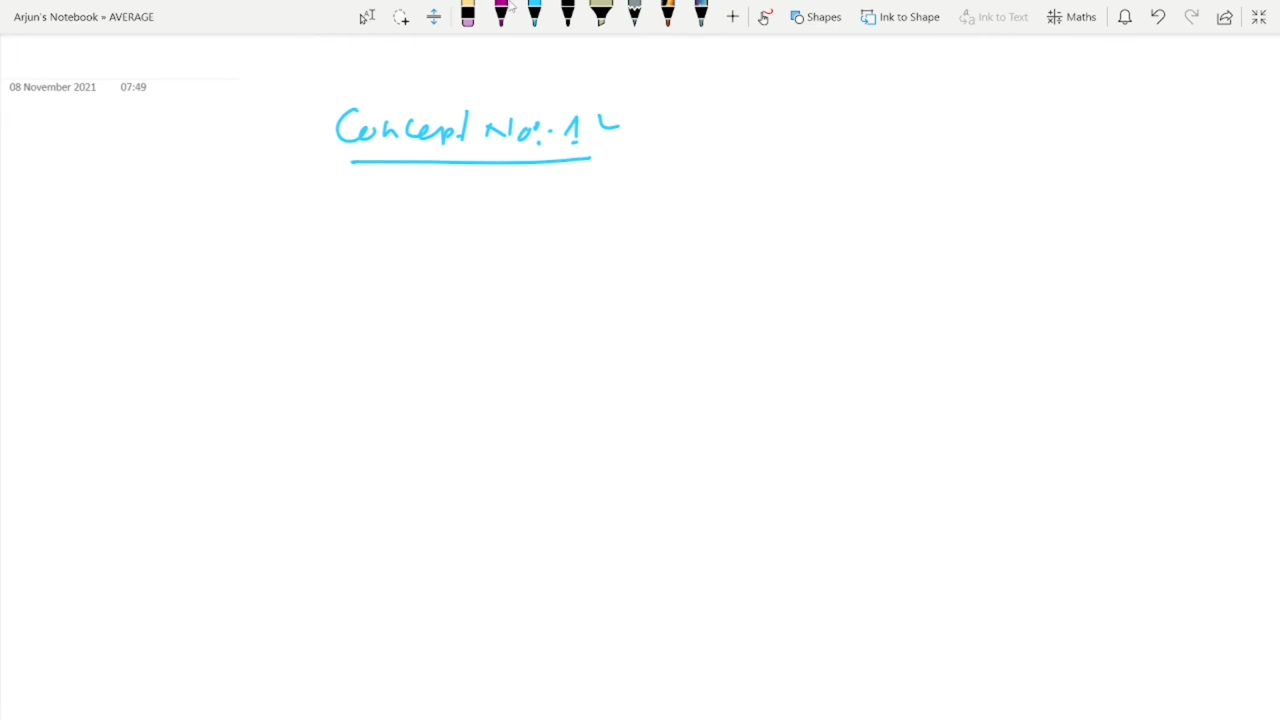 Arjun's Notebook » AVERAGE
Shapes
Ink to Shape
Ink to Text
Maths
08 November 2021 07:49
Concept No:- 1